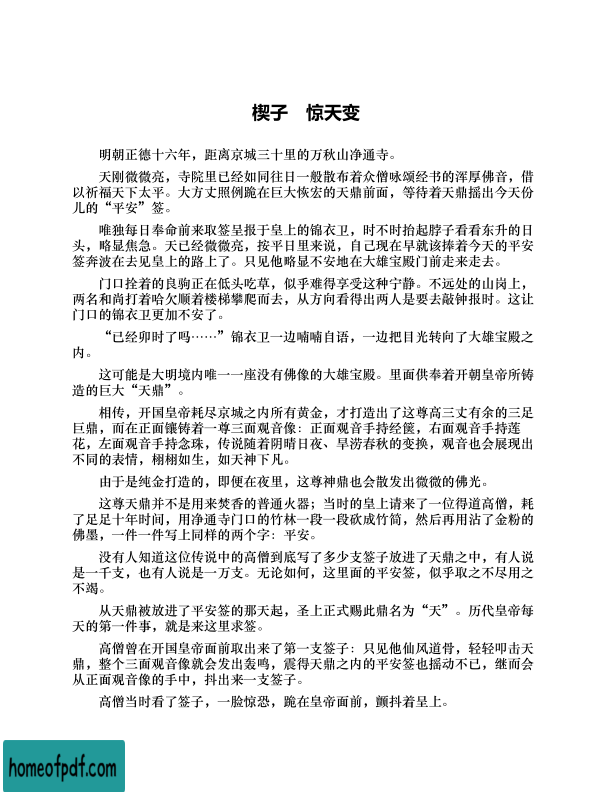 楔子　惊天变
明朝正德十六年，距离京城三十里的万秋山净通寺。
天刚微微亮，寺院里已经如同往日一般散布着众僧咏颂经书的浑厚佛音，借
以祈福天下太平。大方丈照例跪在巨大恢宏的天鼎前面，等待着天鼎摇出今天份
儿的“平安”签。
唯独每日奉命前来取签呈报于皇上的锦衣卫，时不时抬起脖子看看东升的日
头，略显焦急。天已经微微亮，按平日里来说，自己现在早就该捧着今天的平安
签奔波在去见皇上的路上了。只见他略显不安地在大雄宝殿门前走来走去。
门口拴着的良驹正在低头吃草，似乎难得享受这种宁静。不远处的山岗上，
两名和尚打着哈欠顺着楼梯攀爬而去，从方向看得出两人是要去敲钟报时。这让
门口的锦衣卫更加不安了。
“已经卯时了吗……”锦衣卫一边喃喃自语，一边把目光转向了大雄宝殿之
内。
这可能是大明境内唯一一座没有佛像的大雄宝殿。里面供奉着开朝皇帝所铸
造的巨大“天鼎”。
相传，开国皇帝耗尽京城之内所有黄金，才打造出了这尊高三丈有余的三足
巨鼎，而在正面镶铸着一尊三面观音像：正面观音手持经箧，右面观音手持莲
花，左面观音手持念珠，传说随着阴晴日夜、旱涝春秋的变换，观音也会展现出
不同的表情，栩栩如生，如天神下凡。
由于是纯金打造的，即便在夜里，这尊神鼎也会散发出微微的佛光。
这尊天鼎并不是用来焚香的普通火器；当时的皇上请来了一位得道高僧，耗
了足足十年时间，用净通寺门口的竹林一段一段砍成竹简，然后再用沾了金粉的
佛墨，一件一件写上同样的两个字：平安。
没有人知道这位传说中的高僧到底写了多少支签子放进了天鼎之中，有人说
是一千支，也有人说是一万支。无论如何，这里面的平安签，似乎取之不尽用之
不竭。
从天鼎被放进了平安签的那天起，圣上正式赐此鼎名为“天”。历代皇帝每
天的第一件事，就是来这里求签。
高僧曾在开国皇帝面前取出来了第一支签子：只见他仙风道骨，轻轻叩击天
鼎，整个三面观音像就会发出轰鸣，震得天鼎之内的平安签也摇动不已，继而会
从正面观音像的手中，抖出来一支签子。
高僧当时看了签子，一脸惊恐，跪在皇帝面前，颤抖着呈上。
homeofpdf.com